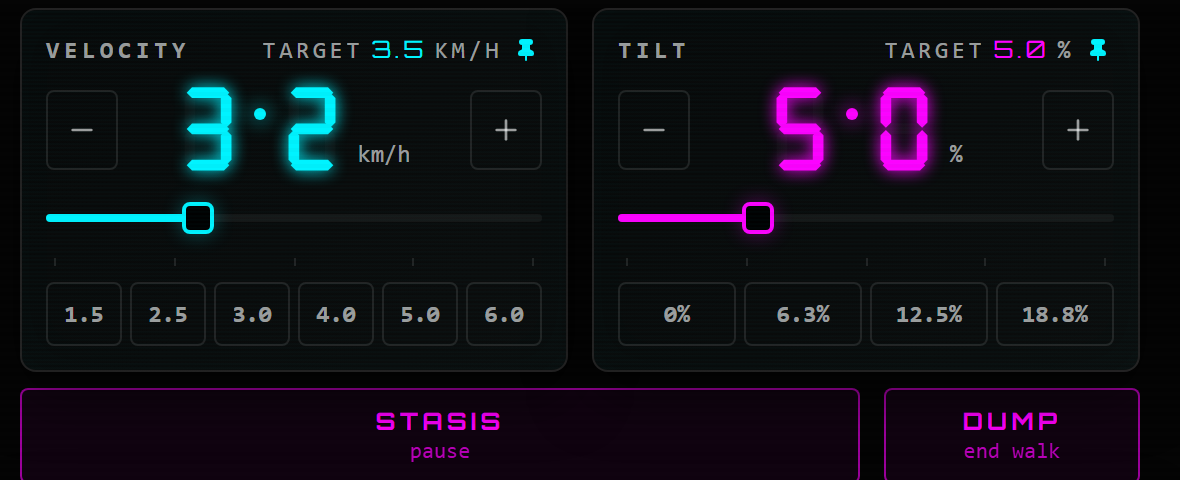 VELOCITY TARGET 3.5 KM/H
− 3.2 km/h +
1.5 2.5 3.0 4.0 5.0 6.0
TILT TARGET 5.0 %
− 5.0 % +
0% 6.3% 12.5% 18.8%
STASIS
pause
DUMP
end walk